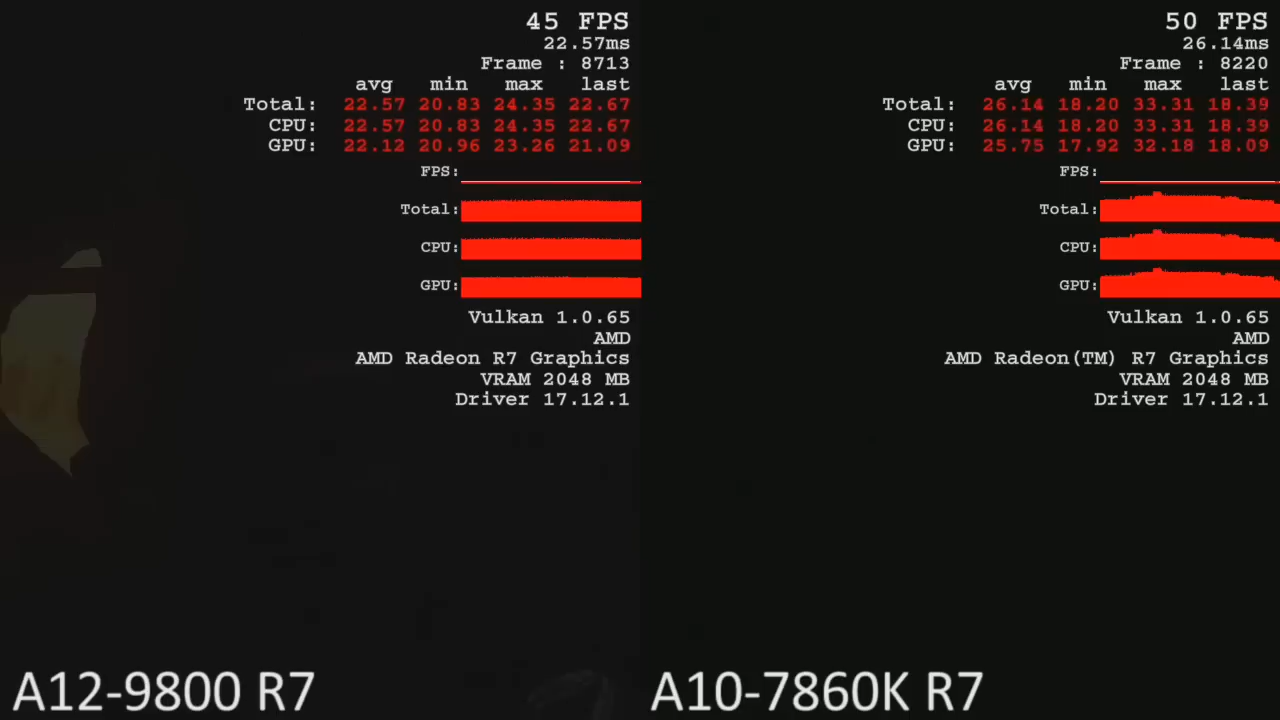 45 FPS
22.57ms
Frame : 8713
avg min max last
Total: 22.57 20.83 24.35 22.67
CPU: 22.57 20.83 24.35 22.67
GPU: 22.12 20.96 23.26 21.09
FPS:
Total:
CPU:
GPU:
Vulkan 1.0.65
AMD
AMD Radeon R7 Graphics
VRAM 2048 MB
Driver 17.12.1
A12-9800 R7
50 FPS
26.14ms
Frame : 8220
avg min max last
Total: 26.14 18.20 33.31 18.39
CPU: 26.14 18.20 33.31 18.39
GPU: 25.75 17.92 32.18 18.09
FPS:
Total:
CPU:
GPU:
Vulkan 1.0.65
AMD
AMD Radeon(TM) R7 Graphics
VRAM 2048 MB
Driver 17.12.1
A10-7860K R7